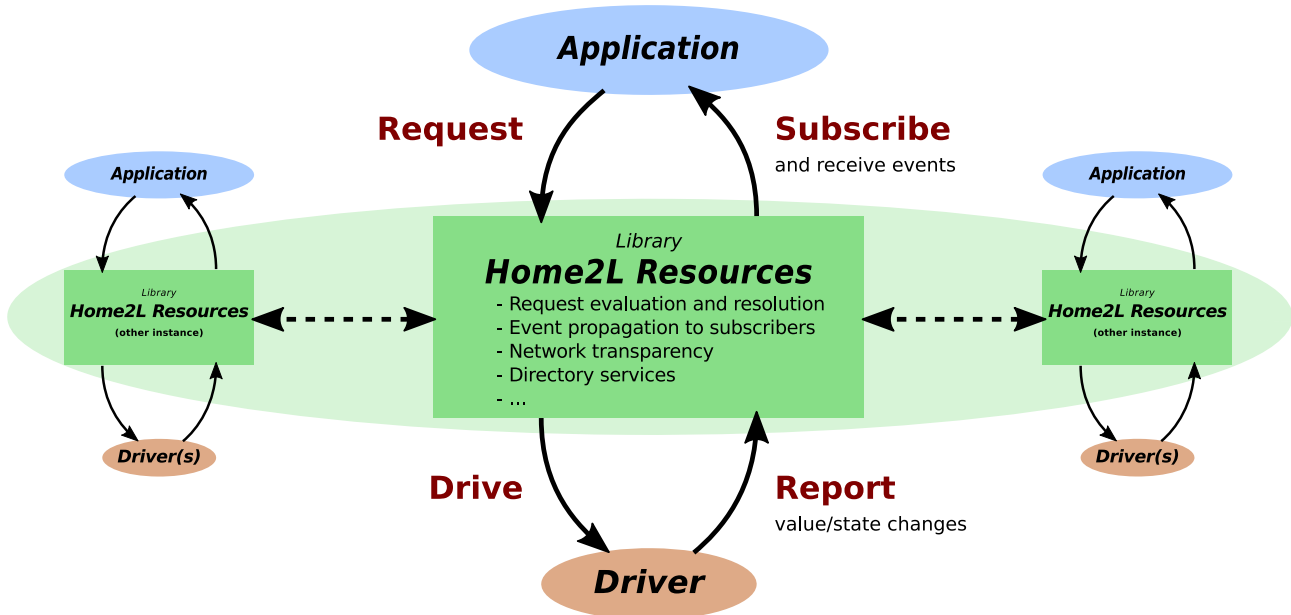 Application
Request
Subscribe
and receive events
Application
Library
Home2L Resources
(other instance)
Driver(s)
Library
Home2L Resources
- Request evaluation and resolution
- Event propagation to subscribers
- Network transparency
- Directory services
- ...
Application
Library
Home2L Resources
(other instance)
Driver(s)
Drive
Report
value/state changes
Driver